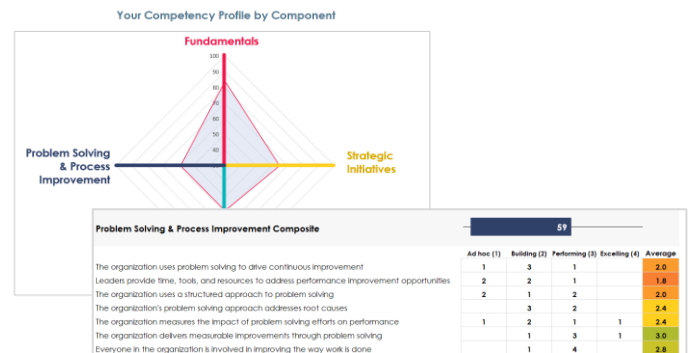 Your Competency Profile by Component
Fundamentals
100
90
80
70
60
50
40
Problem Solving
& Process
Improvement
Strategic
Initiatives
Problem Solving & Process Improvement Composite 59
Ad hoc (1) Building (2) Performing (3) Excelling (4) Average
The organization uses problem solving to drive continuous improvement 1 3 1 2.0
Leaders provide time, tools, and resources to address performance improvement opportunities 2 2 1 1.8
The organization uses a structured approach to problem solving 2 1 2 2.0
The organization's problem solving approach addresses root causes 3 2 2.4
The organization measures the impact of problem solving efforts on performance 1 2 1 1 2.4
The organization delivers measurable improvements through problem solving 1 3 1 3.0
Everyone in the organization is involved in improving the way work is done 1 4 2.8